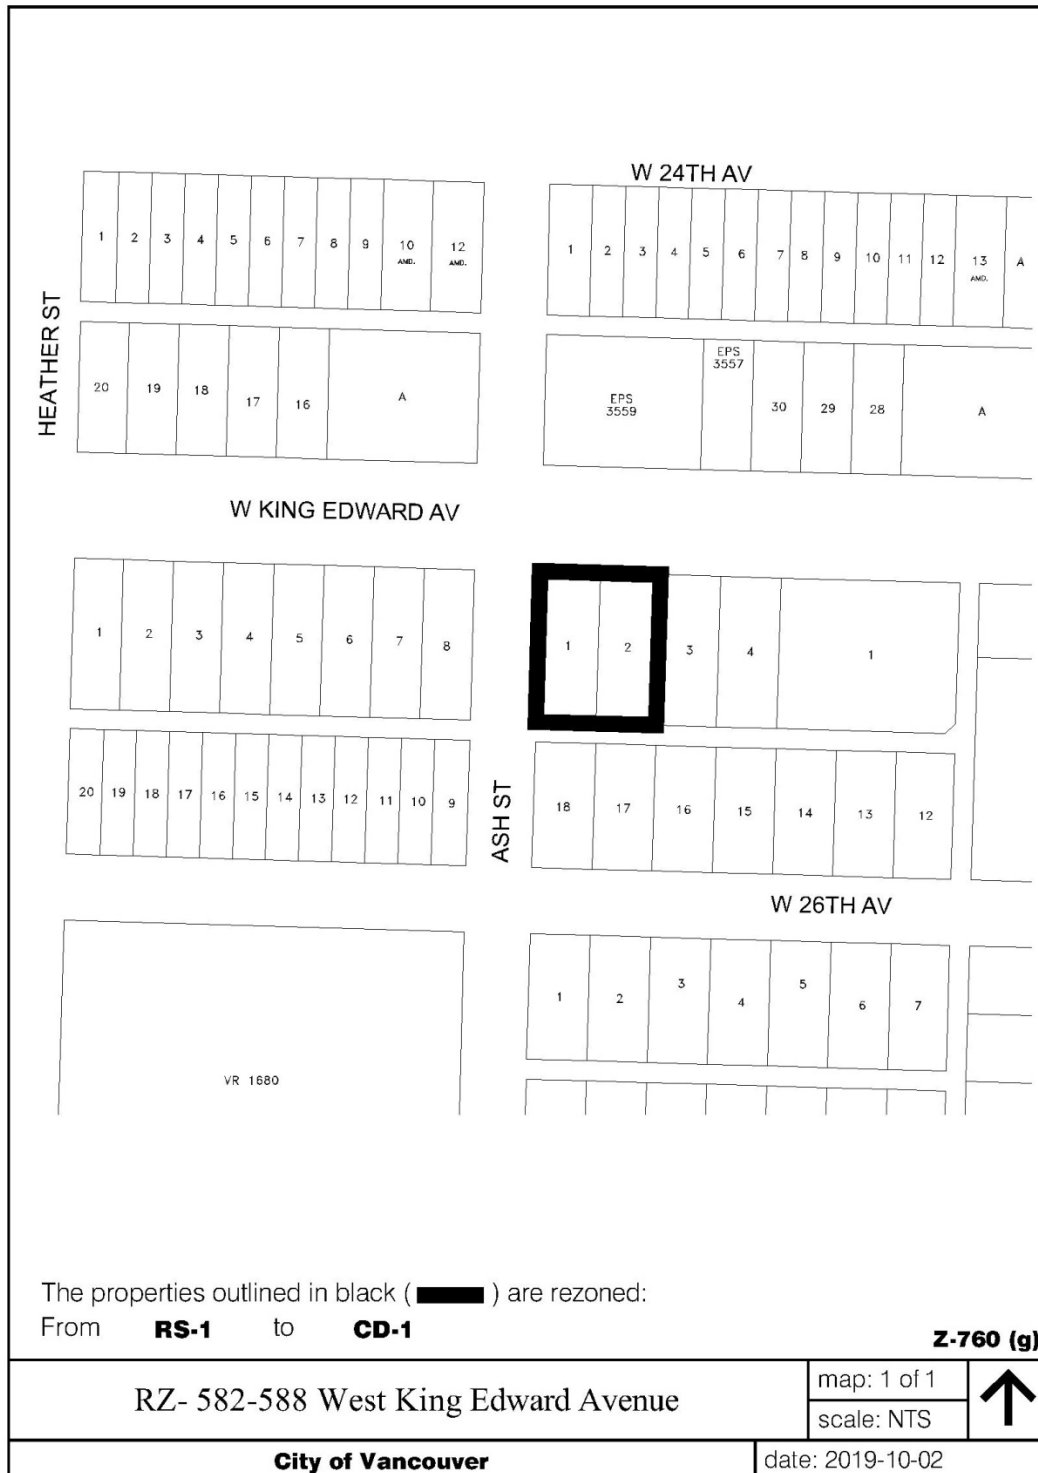 W 24TH AV
1 2 3 4 5 6 7 8 9 10 AMD. 12 AMD.
1 2 3 4 5 6 7 8 9 10 11 12 13 AMD. A
HEATHER ST
20 19 18 17 16 A
EPS 3559 EPS 3557 30 29 28 A
W KING EDWARD AV
1 2 3 4 5 6 7 8
1 2 3 4 1
20 19 18 17 16 15 14 13 12 11 10 9
ASH ST
18 17 16 15 14 13 12
W 26TH AV
1 2 3 4 5 6 7
VR 1680
The properties outlined in black ( ) are rezoned:
From RS-1 to CD-1
Z-760 (g)
RZ- 582-588 West King Edward Avenue
map: 1 of 1
scale: NTS
City of Vancouver
date: 2019-10-02